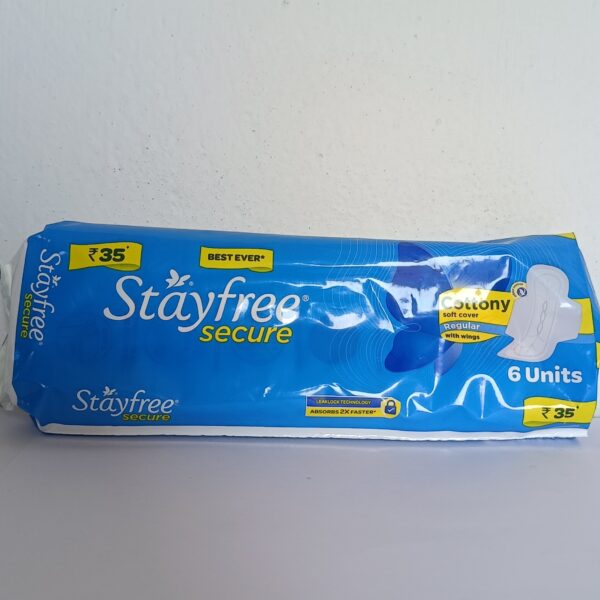 ₹35*
BEST EVER*
Stayfree®
secure
Stayfree®
secure
Cottony
soft cover
Regular
with wings
6 Units
Stayfree®
secure
LEAKLOCK TECHNOLOGY
ABSORBS 2X FASTER*
₹35*